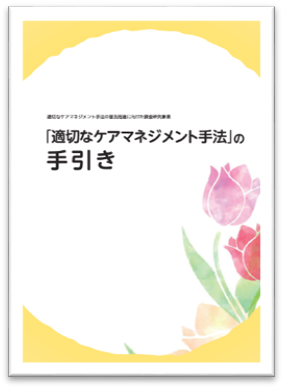 適切なケアマネジメント手法の普及推進に向けた調査研究事業
「適切なケアマネジメント手法」の
手引き